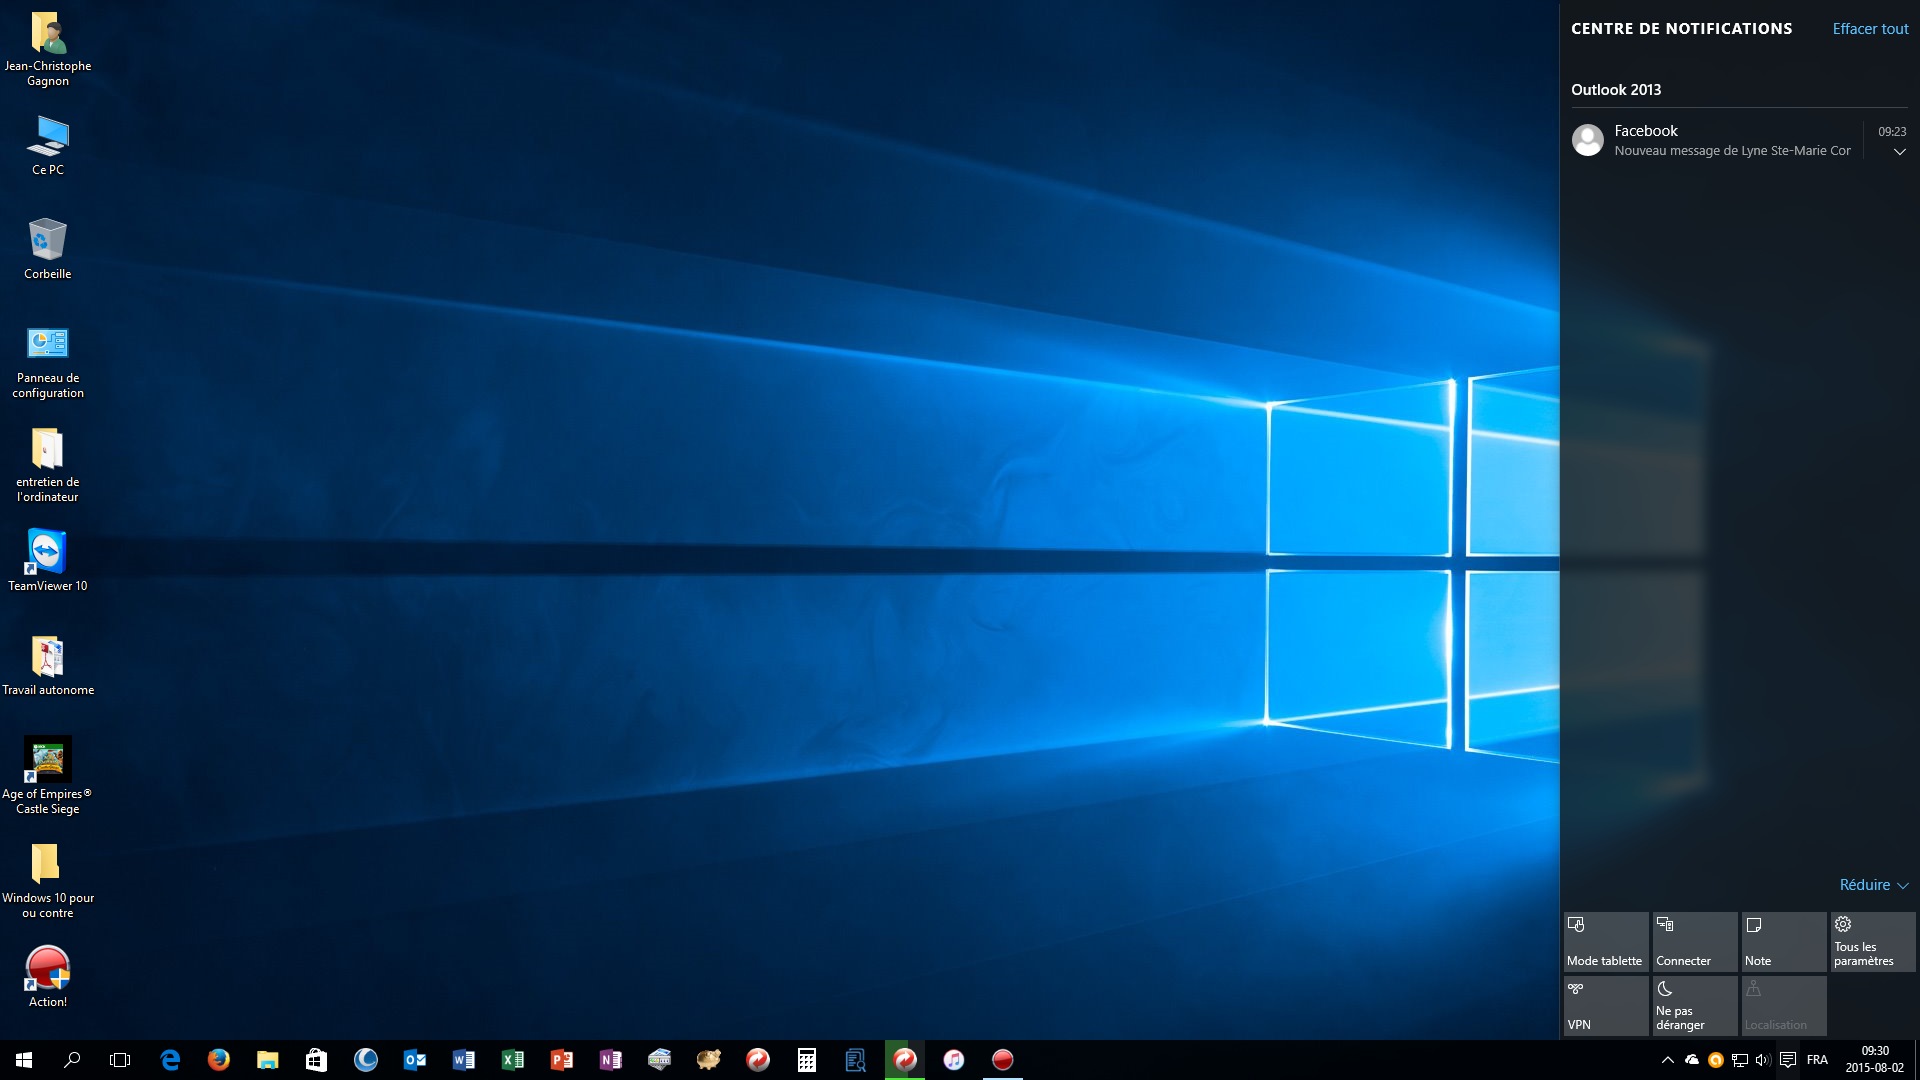 Jean-Christophe
Gagnon
Ce PC
Corbeille
Panneau de
configuration
entretien de
l'ordinateur
TeamViewer 10
Travail autonome
Age of Empires®
Castle Siege
Windows 10 pour
ou contre
Action!
CENTRE DE NOTIFICATIONS
Effacer tout
Outlook 2013
Facebook
09:23
Nouveau message de Lyne Ste-Marie Cor
Réduire
Mode tablette
Connecter
Note
Tous les
paramètres
VPN
Ne pas
déranger
Localisation
FRA
09:30
2015-08-02